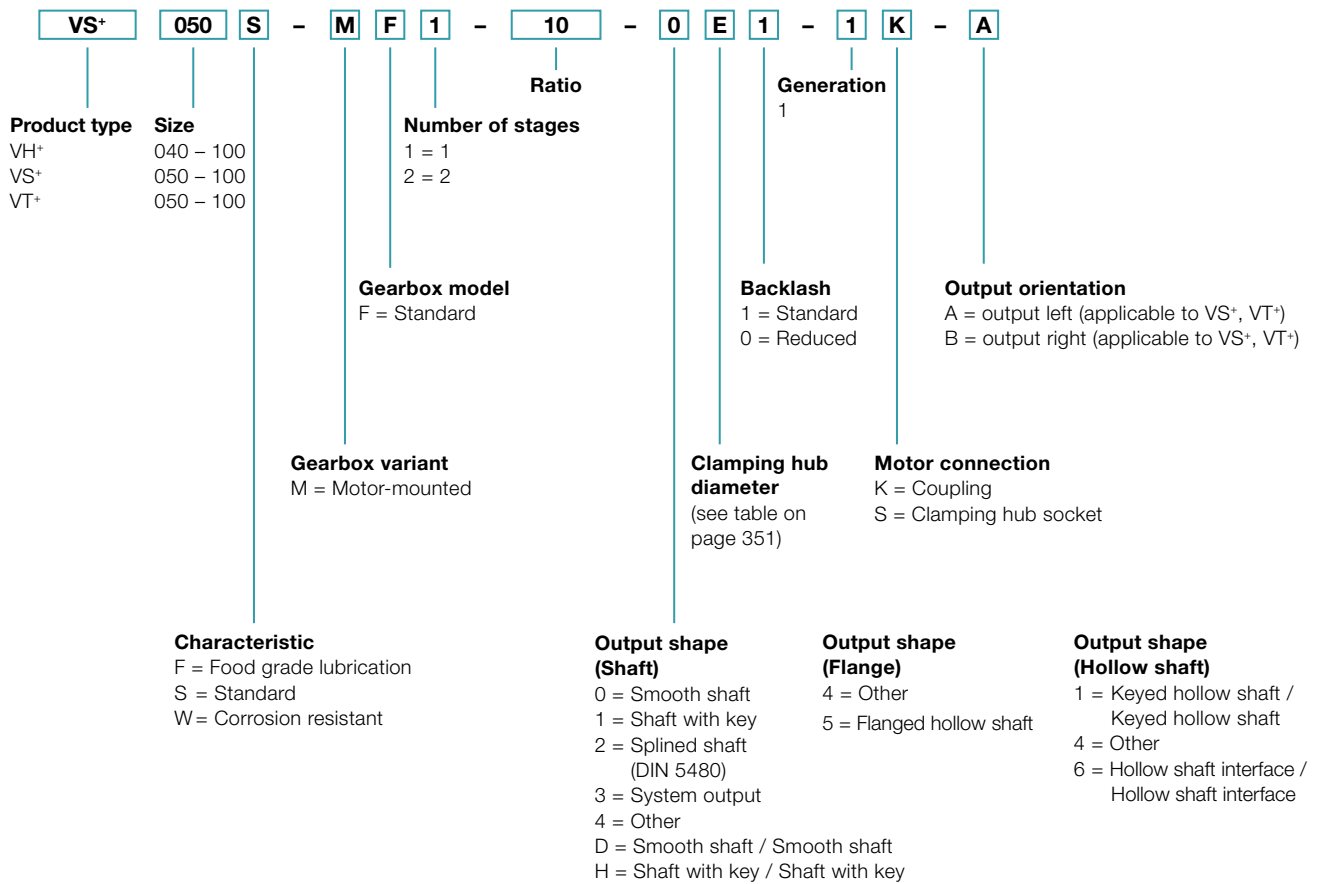 VS⁺ 050 S – M F 1 – 10 – 0 E 1 – 1 K – A
Ratio
Generation
1
Product type
VH⁺
VS⁺
VT⁺
Size
040 – 100
050 – 100
050 – 100
Number of stages
1 = 1
2 = 2
Gearbox model
F = Standard
Backlash
1 = Standard
0 = Reduced
Output orientation
A = output left (applicable to VS⁺, VT⁺)
B = output right (applicable to VS⁺, VT⁺)
Gearbox variant
M = Motor-mounted
Clamping hub
diameter
(see table on
page 351)
Motor connection
K = Coupling
S = Clamping hub socket
Characteristic
F = Food grade lubrication
S = Standard
W = Corrosion resistant
Output shape
(Shaft)
0 = Smooth shaft
1 = Shaft with key
2 = Splined shaft
(DIN 5480)
3 = System output
4 = Other
D = Smooth shaft / Smooth shaft
H = Shaft with key / Shaft with key
Output shape
(Flange)
4 = Other
5 = Flanged hollow shaft
Output shape
(Hollow shaft)
1 = Keyed hollow shaft /
Keyed hollow shaft
4 = Other
6 = Hollow shaft interface /
Hollow shaft interface